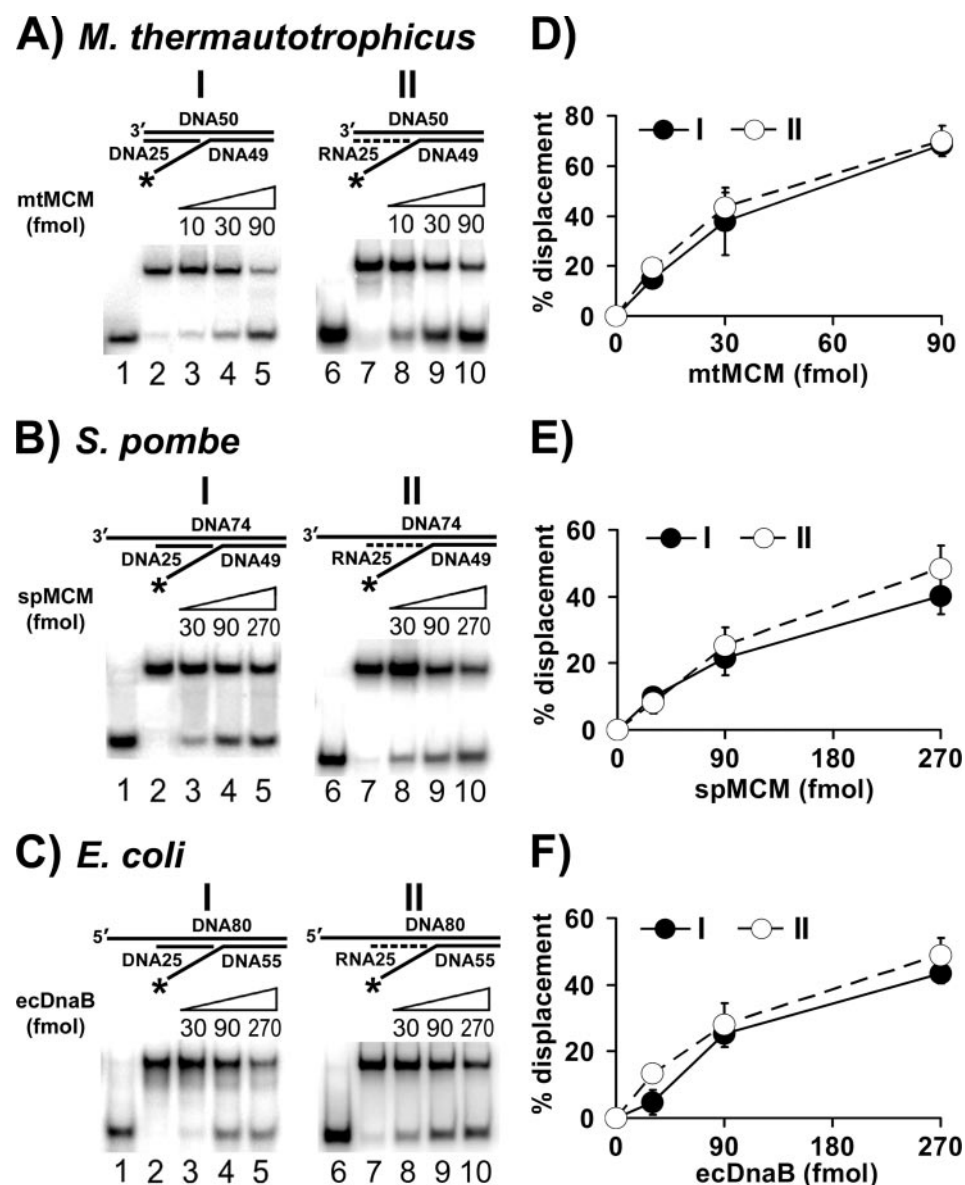 A) M. thermautotrophicus
I
II
DNA50
DNA50
3′
3′
DNA25
DNA49
RNA25
DNA49
*
*
mtMCM
(fmol)
10 30 90
10 30 90
1 2 3 4 5
6 7 8 9 10
D)
I
II
% displacement
80
60
40
20
0
0 30 60 90
mtMCM (fmol)
B) S. pombe
I
II
DNA74
DNA74
3′
3′
DNA25
DNA49
RNA25
DNA49
*
*
spMCM
(fmol)
30 90 270
30 90 270
1 2 3 4 5
6 7 8 9 10
E)
I
II
% displacement
60
40
20
0
0 90 180 270
spMCM (fmol)
C) E. coli
I
II
DNA80
DNA80
5′
5′
DNA25
DNA55
RNA25
DNA55
*
*
ecDnaB
(fmol)
30 90 270
30 90 270
1 2 3 4 5
6 7 8 9 10
F)
I
II
% displacement
60
40
20
0
0 90 180 270
ecDnaB (fmol)